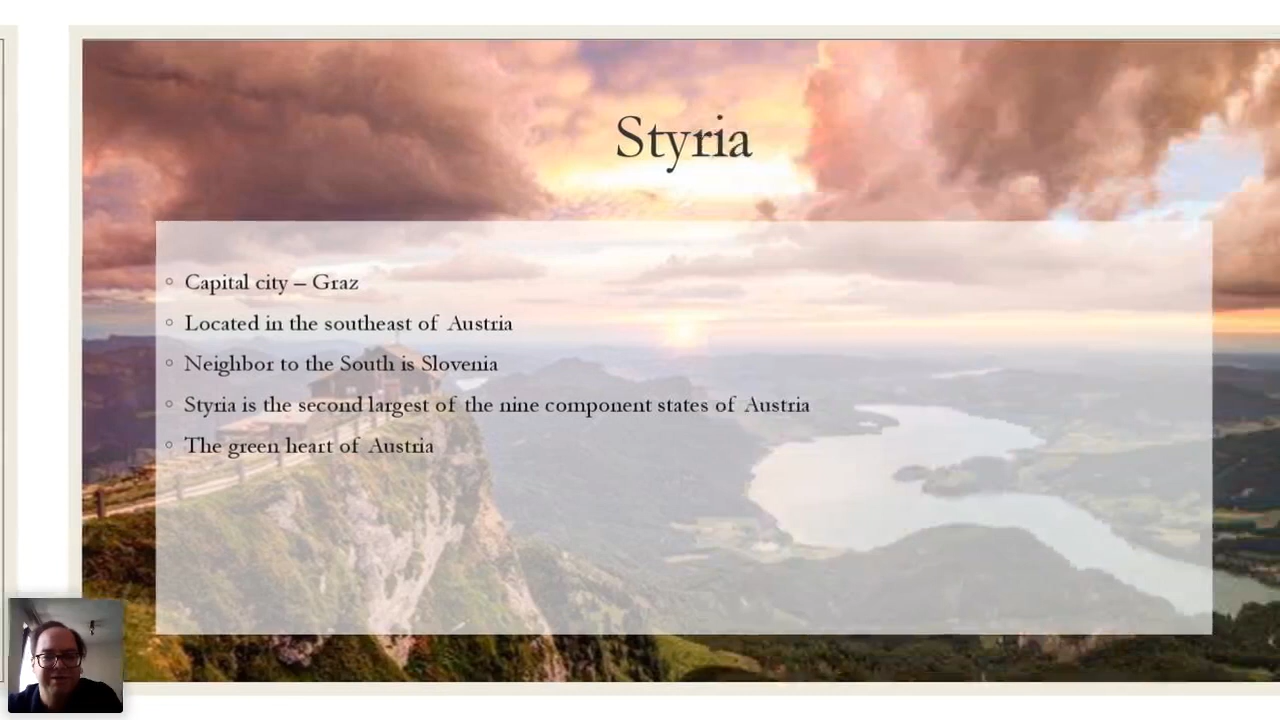 Styria
◦ Capital city – Graz
◦ Located in the southeast of Austria
◦ Neighbor to the South is Slovenia
◦ Styria is the second largest of the nine component states of Austria
◦ The green heart of Austria